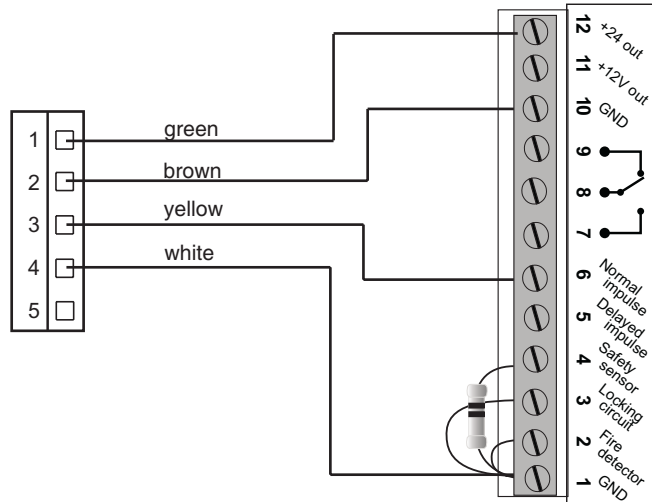 1
green
2
brown
3
yellow
4
white
5
12 +24 out
11 +12V out
10 GND
9
8
7
6 Normal
impulse
5 Delayed
impulse
4 Safety
sensor
3 Locking
circuit
2 Fire
detector
1 GND